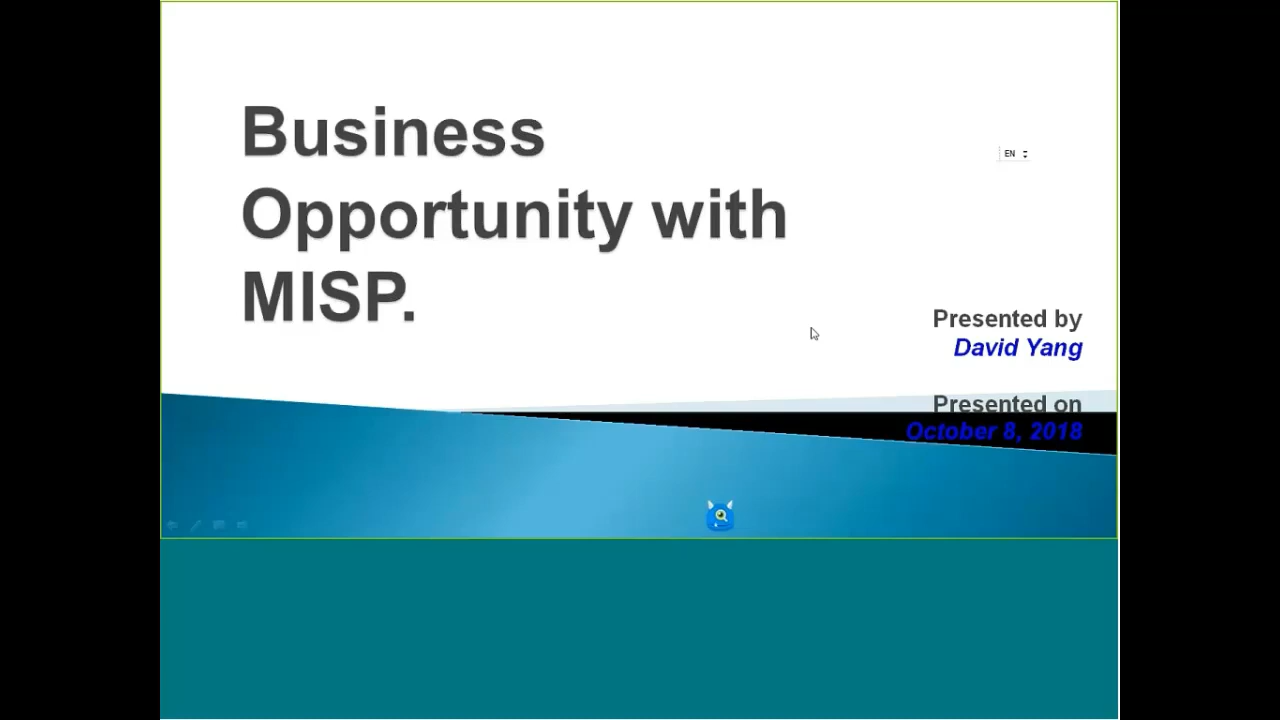 Business
Opportunity with
MISP.
EN
Presented by
David Yang
Presented on
October 8, 2018